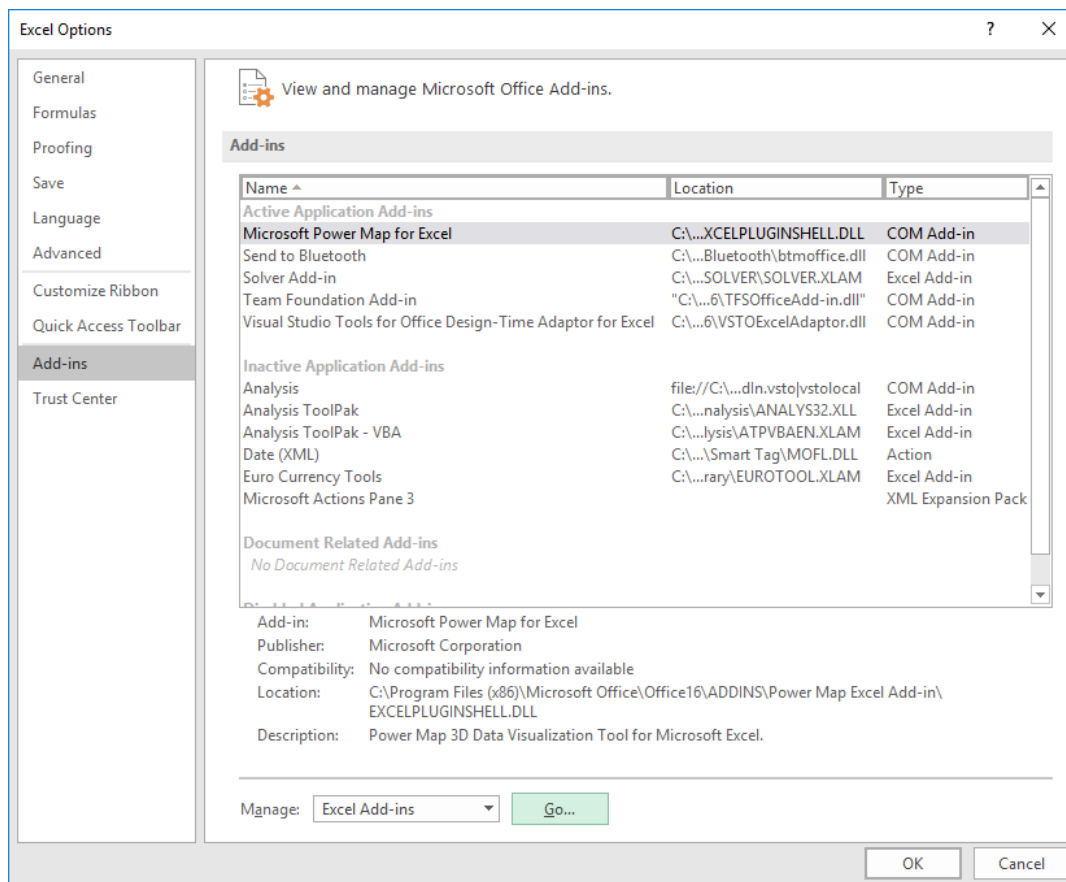 Excel Options
General
Formulas
Proofing
Save
Language
Advanced
Customize Ribbon
Quick Access Toolbar
Add-ins
Trust Center
View and manage Microsoft Office Add-ins.
Add-ins
Name Location Type
Active Application Add-ins
Microsoft Power Map for Excel C:\...XCELPLUGINSHELL.DLL COM Add-in
Send to Bluetooth C:\...Bluetooth\btmoffice.dll COM Add-in
Solver Add-in C:\...SOLVER\SOLVER.XLAM Excel Add-in
Team Foundation Add-in "C:\...6\TFSOfficeAdd-in.dll" COM Add-in
Visual Studio Tools for Office Design-Time Adaptor for Excel C:\...6\VSTOExcelAdaptor.dll COM Add-in
Inactive Application Add-ins
Analysis file://C:\...dln.vsto|vstolocal COM Add-in
Analysis ToolPak C:\...nalysis\ANALYS32.XLL Excel Add-in
Analysis ToolPak - VBA C:\...lysis\ATPVBAEN.XLAM Excel Add-in
Date (XML) C:\...\Smart Tag\MOFL.DLL Action
Euro Currency Tools C:\...rary\EUROTOOL.XLAM Excel Add-in
Microsoft Actions Pane 3 XML Expansion Pack
Document Related Add-ins
No Document Related Add-ins
Add-in: Microsoft Power Map for Excel
Publisher: Microsoft Corporation
Compatibility: No compatibility information available
Location: C:\Program Files (x86)\Microsoft Office\Office16\ADDINS\Power Map Excel Add-in\
EXCELPLUGINSHELL.DLL
Description: Power Map 3D Data Visualization Tool for Microsoft Excel.
Manage: Excel Add-ins Go...
OK Cancel